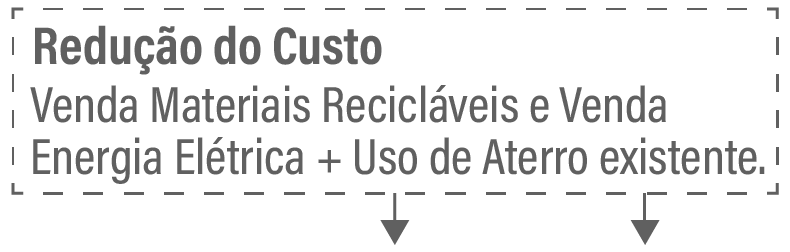 Redução do Custo
Venda Materiais Recicláveis e Venda
Energia Elétrica + Uso de Aterro existente.